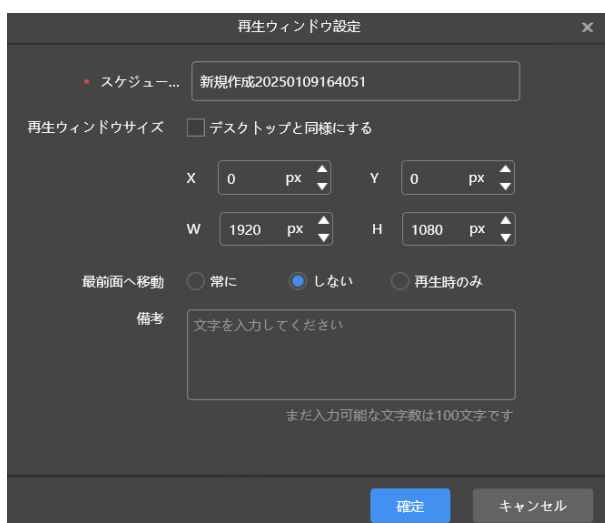 再生ウィンドウ設定
* スケジュー... 新規作成20250109164051
再生ウィンドウサイズ デスクトップと同様にする
X 0 px Y 0 px
W 1920 px H 1080 px
最前面へ移動 常に しない 再生時のみ
備考 文字を入力してください
まだ入力可能な文字数は100文字です
確定 キャンセル